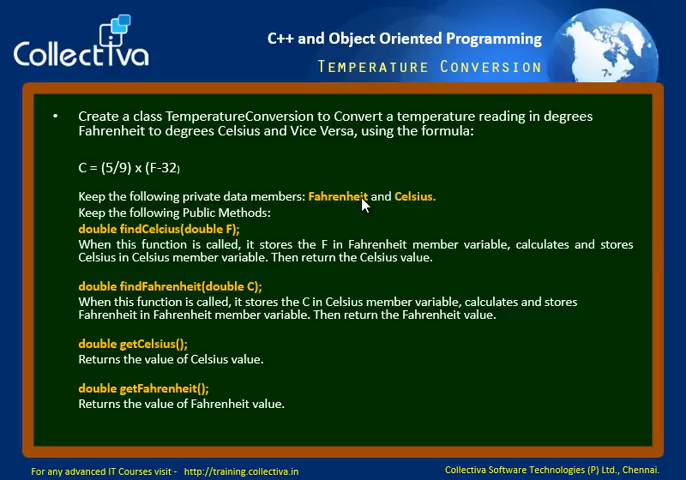 Collectiva
C++ and Object Oriented Programming
TEMPERATURE CONVERSION
• Create a class TemperatureConversion to Convert a temperature reading in degrees
Fahrenheit to degrees Celsius and Vice Versa, using the formula:
C = (5/9) x (F-32)
Keep the following private data members: Fahrenheit and Celsius.
Keep the following Public Methods:
double findCelcius(double F);
When this function is called, it stores the F in Fahrenheit member variable, calculates and stores
Celsius in Celsius member variable. Then return the Celsius value.
double findFahrenheit(double C);
When this function is called, it stores the C in Celsius member variable, calculates and stores
Fahrenheit in Fahrenheit member variable. Then return the Fahrenheit value.
double getCelsius();
Returns the value of Celsius value.
double getFahrenheit();
Returns the value of Fahrenheit value.
For any advanced IT Courses visit - http://training.collectiva.in
Collectiva Software Technologies (P) Ltd., Chennai.